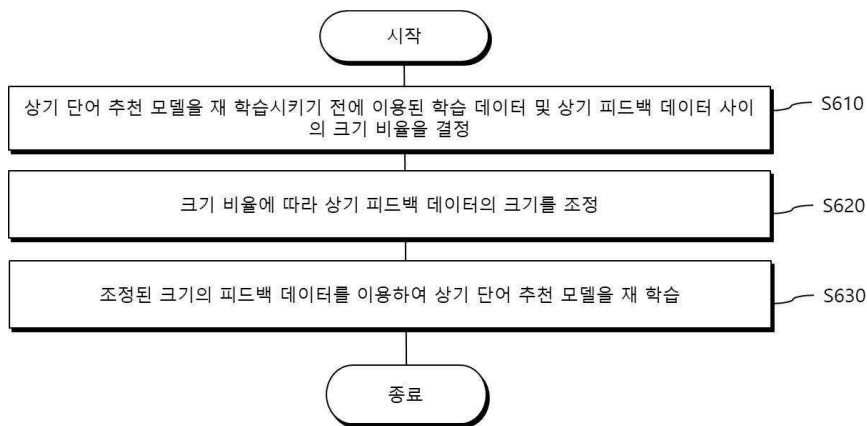 시작
상기 단어 추천 모델을 재 학습시키기 전에 이용된 학습 데이터 및 상기 피드백 데이터 사이
의 크기 비율을 결정
S610
크기 비율에 따라 상기 피드백 데이터의 크기를 조정
S620
조정된 크기의 피드백 데이터를 이용하여 상기 단어 추천 모델을 재 학습
S630
종료